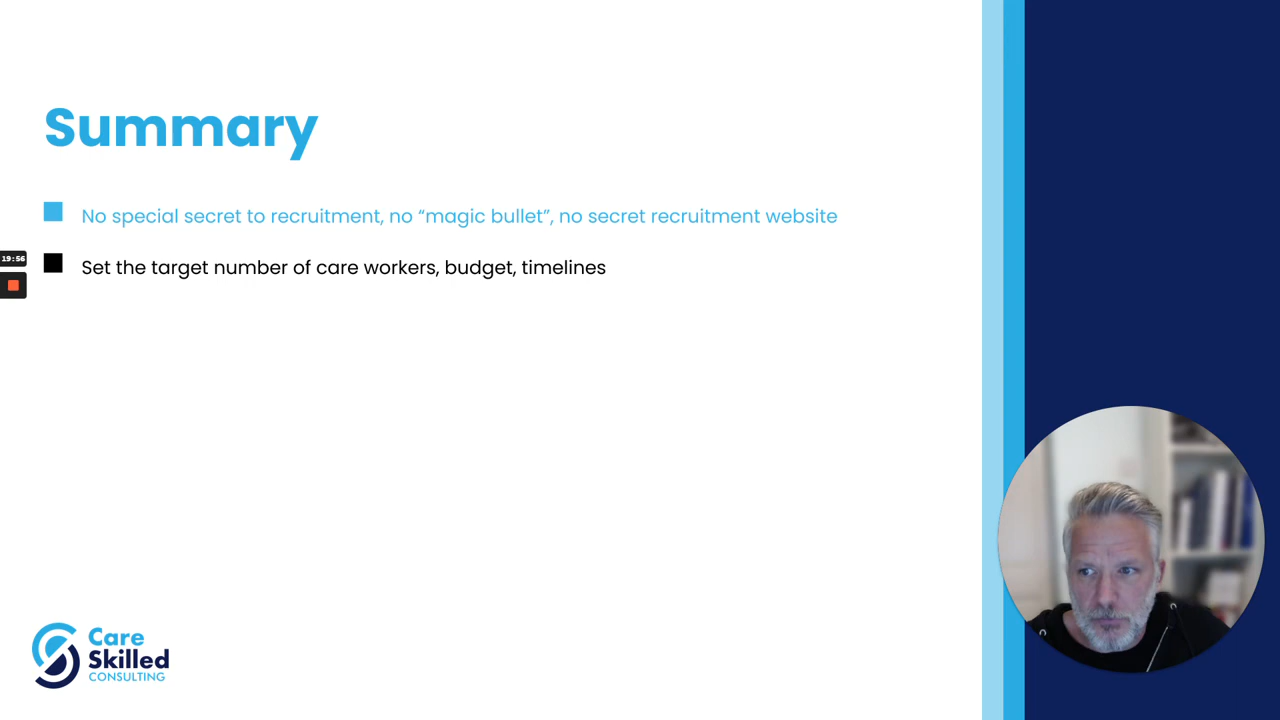 Summary
No special secret to recruitment, no “magic bullet”, no secret recruitment website
19:56
Set the target number of care workers, budget, timelines
Care
Skilled
CONSULTING